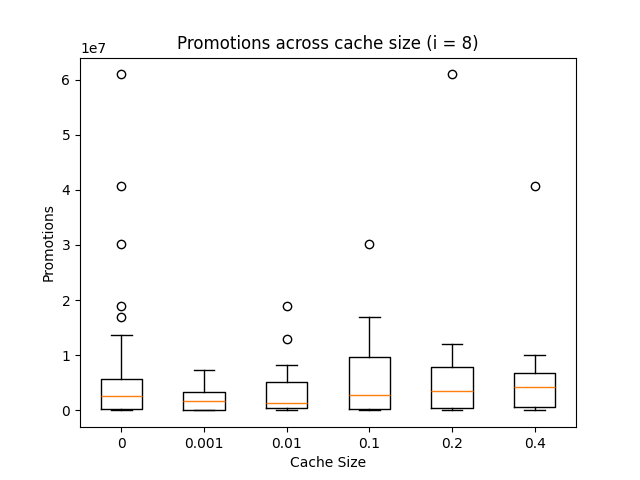 Promotions across cache size (i = 8)
1e7
6
5
4
3
2
1
0
Promotions
0 0.001 0.01 0.1 0.2 0.4
Cache Size